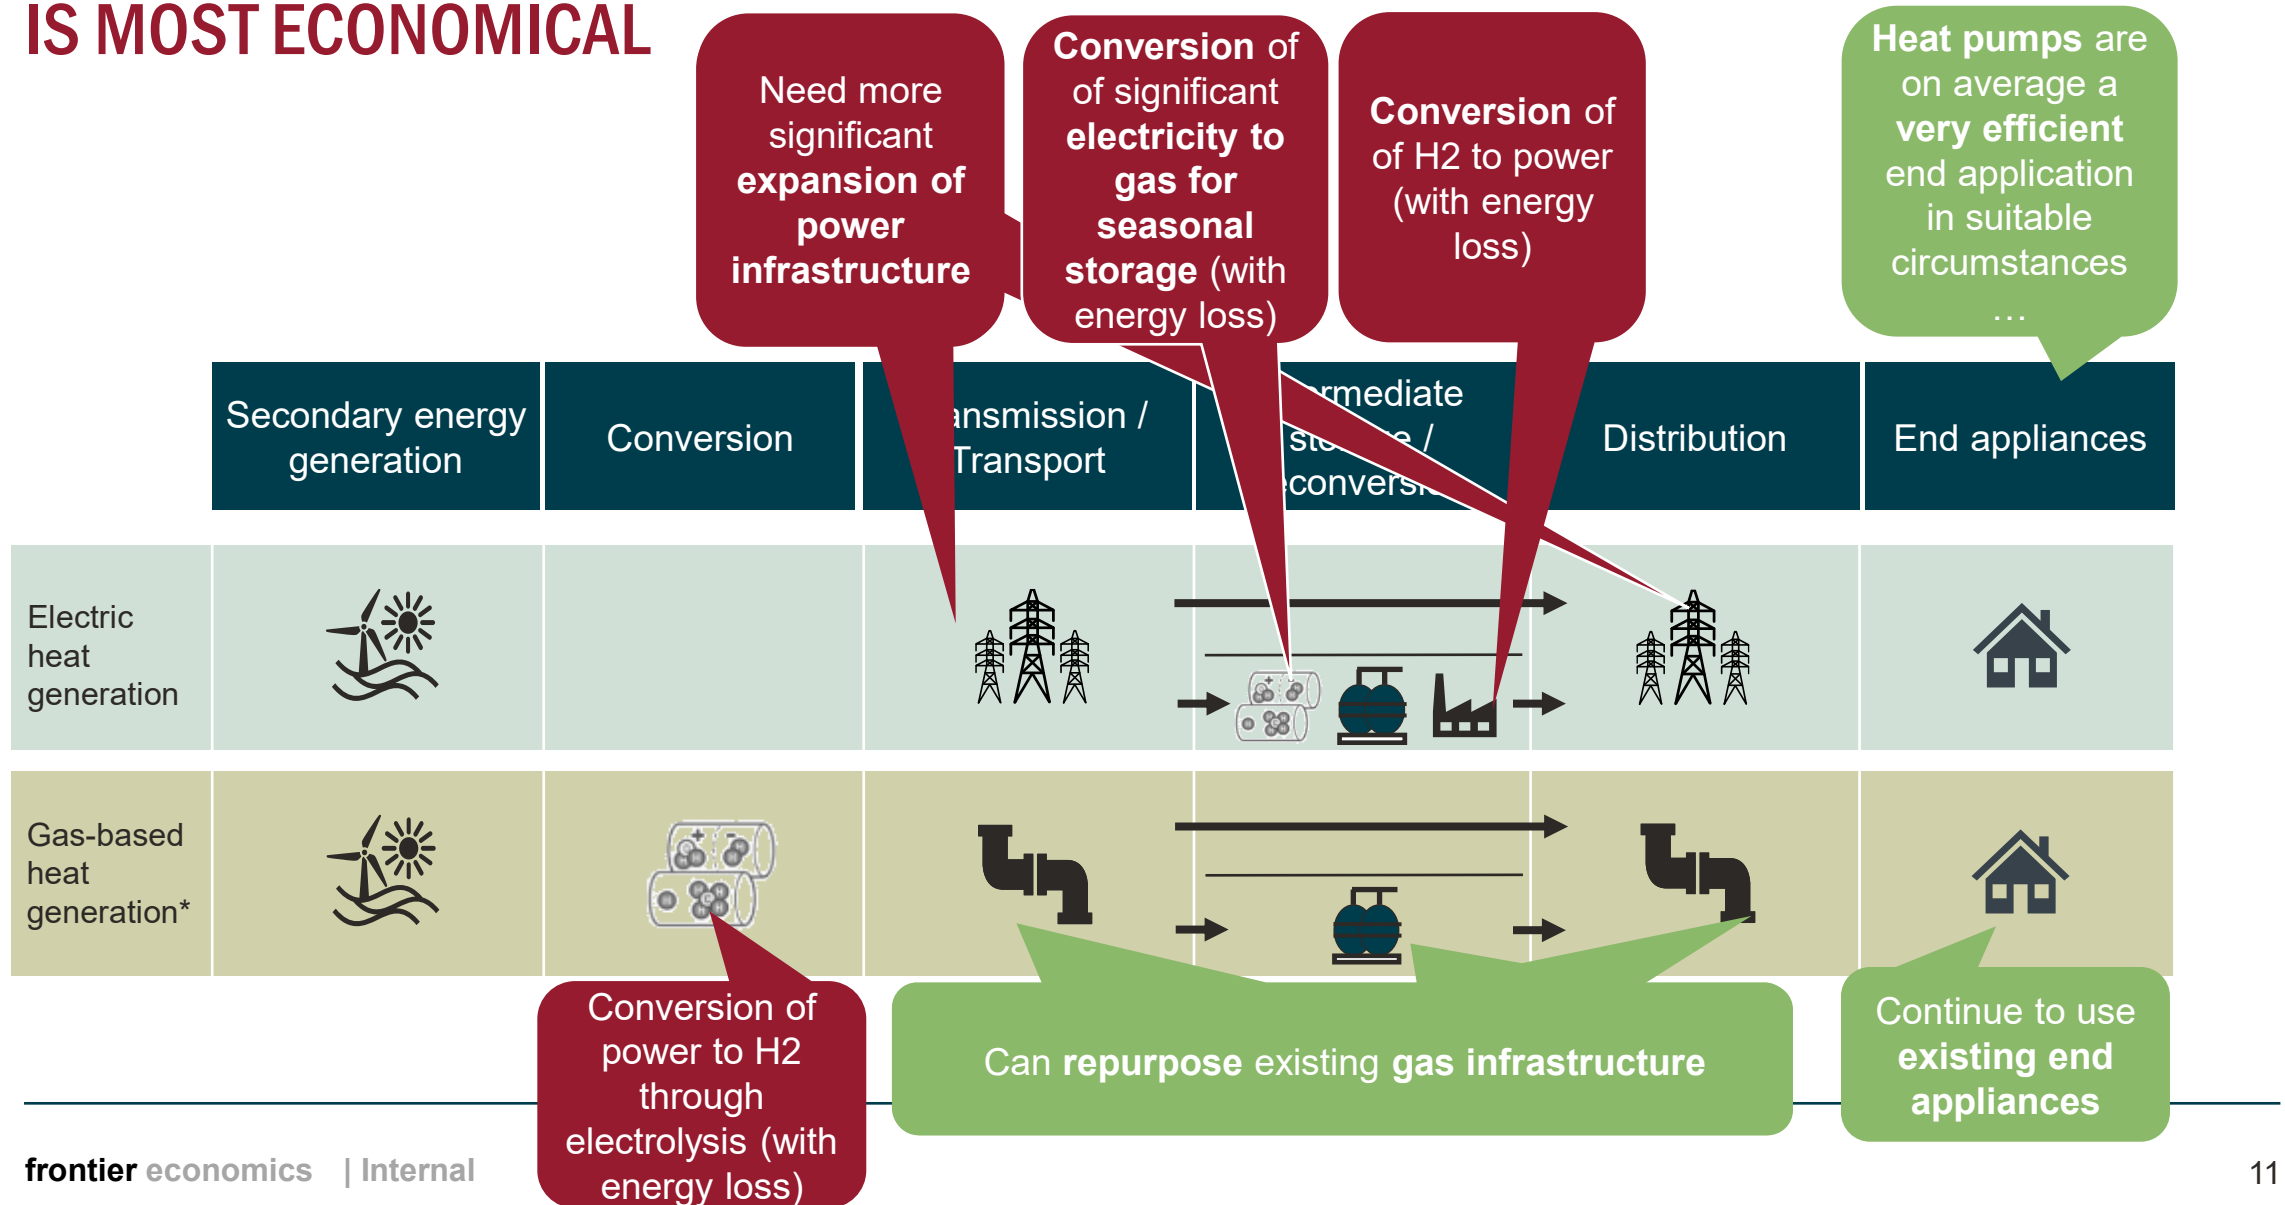 IS MOST ECONOMICAL
Need more
significant
expansion of
power
infrastructure
Conversion of
of significant
electricity to
gas for
seasonal
storage (with
energy loss)
Conversion of
of H2 to power
(with energy
loss)
Heat pumps are
on average a
very efficient
end application
in suitable
circumstances
…
Secondary energy
generation
Conversion
ansmission /
Transport
ermediate
/
Distribution
End appliances
Electric
heat
generation
Gas-based
heat
generation*
Conversion of
power to H2
through
electrolysis (with
energy loss)
Can repurpose existing gas infrastructure
Continue to use
existing end
appliances
frontier economics | Internal
11